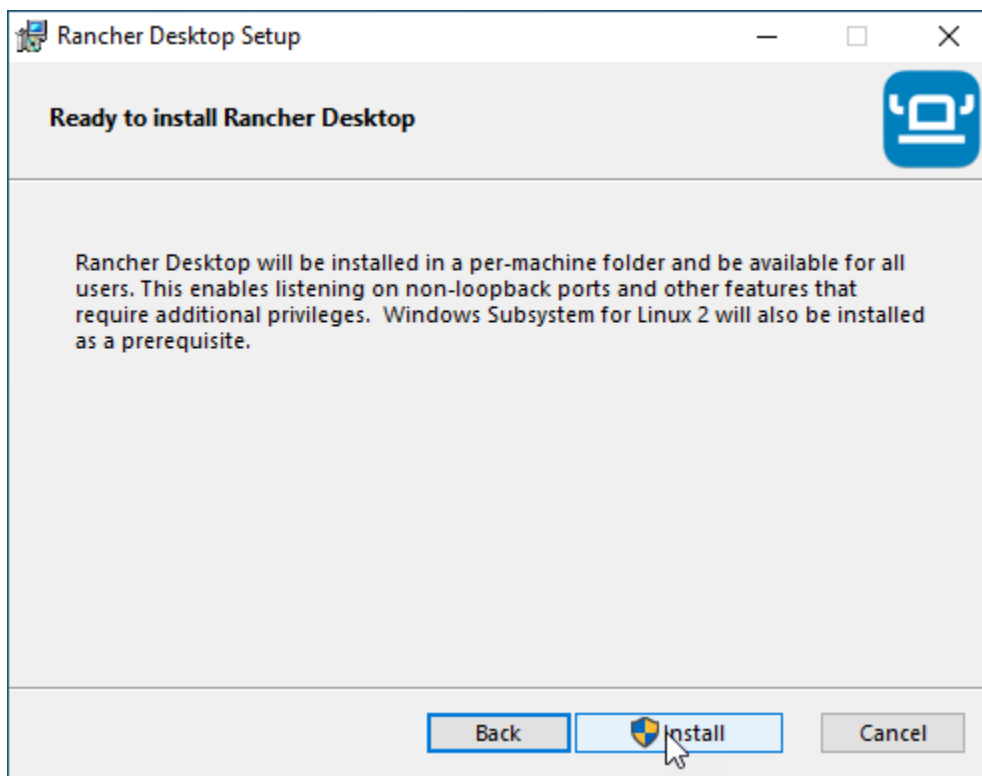 Rancher Desktop Setup
Ready to install Rancher Desktop
Rancher Desktop will be installed in a per-machine folder and be available for all
users. This enables listening on non-loopback ports and other features that
require additional privileges.  Windows Subsystem for Linux 2 will also be installed
as a prerequisite.
Back
Install
Cancel